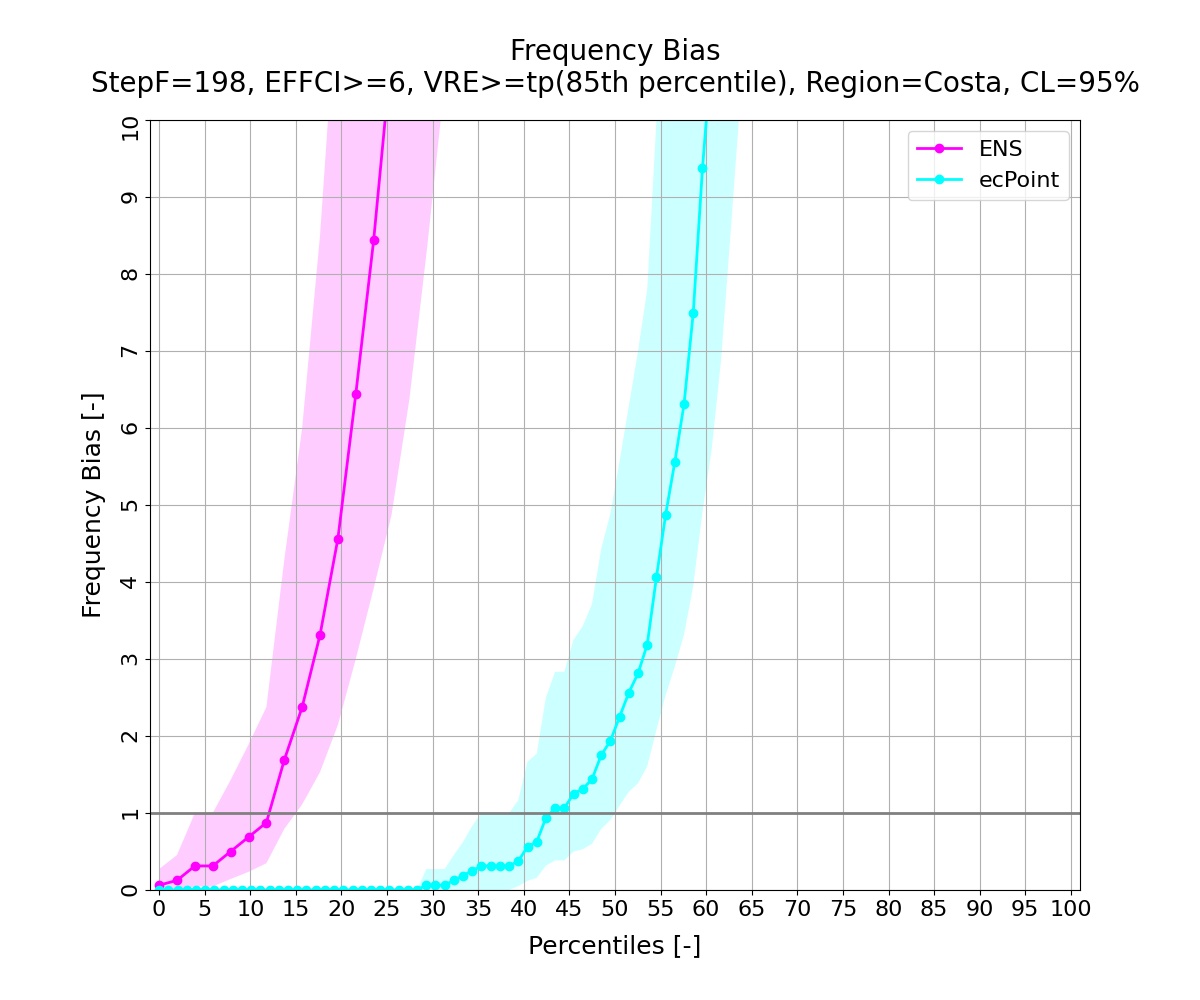 Frequency Bias
StepF=198, EFFCI>=6, VRE>=tp(85th percentile), Region=Costa, CL=95%
10
9
8
7
6
5
4
3
2
1
0
Frequency Bias [-]
ENS
ecPoint
0 5 10 15 20 25 30 35 40 45 50 55 60 65 70 75 80 85 90 95 100
Percentiles [-]